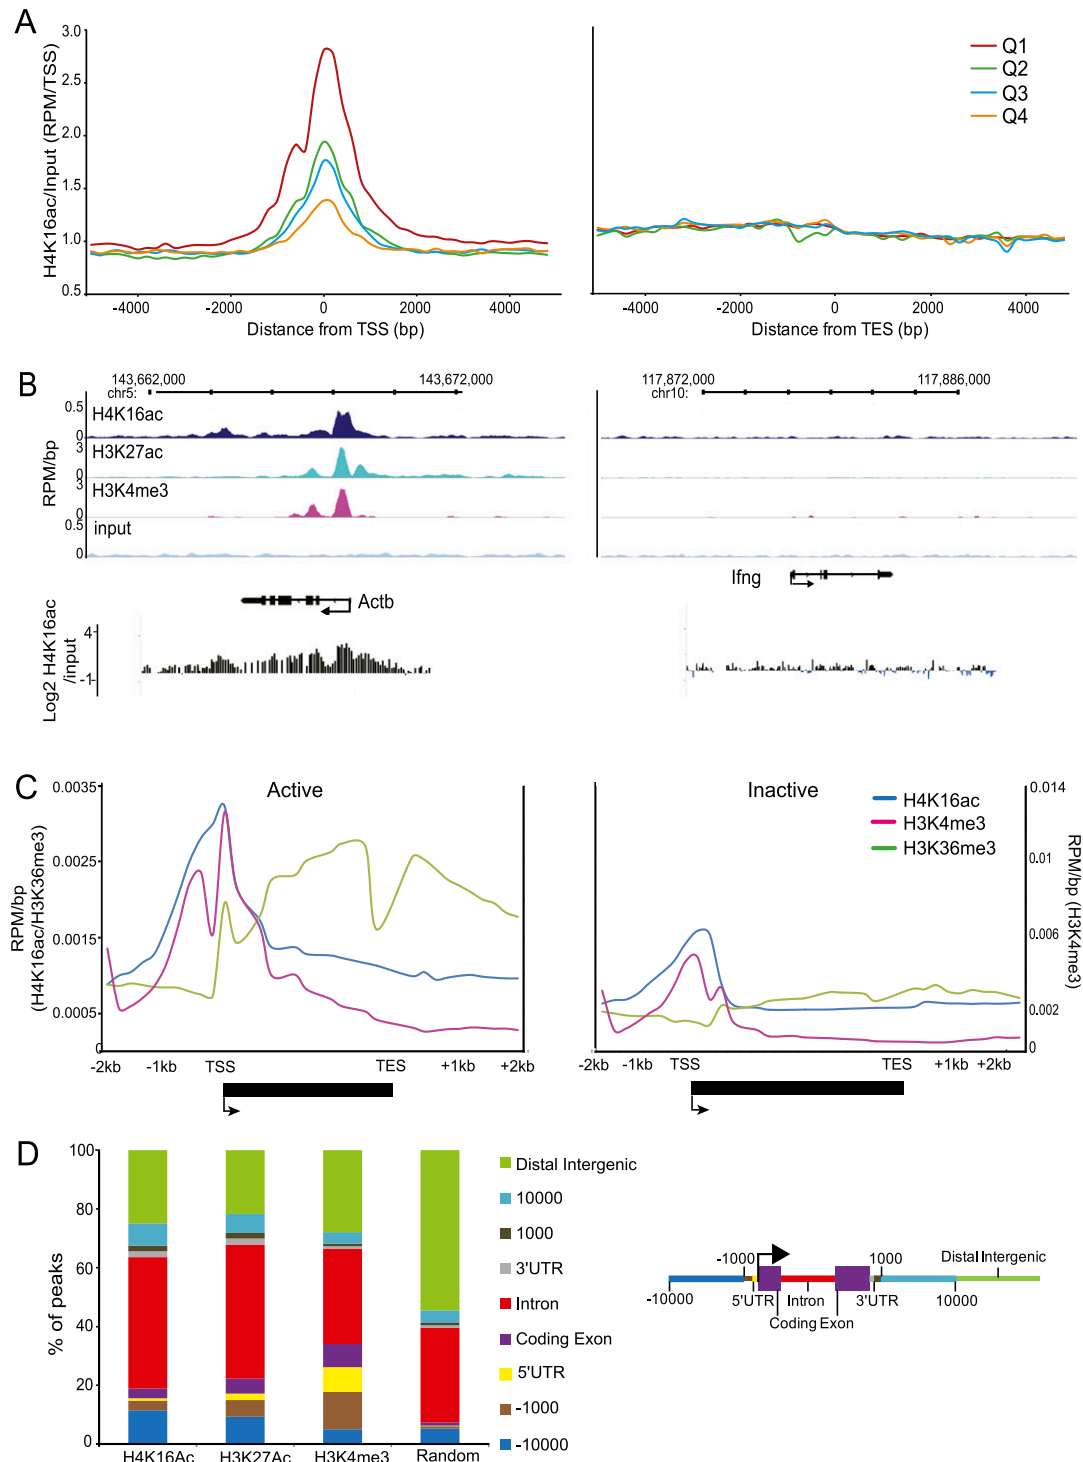 A
H4K16ac/Input (RPM/TSS)
3.0
2.5
2.0
1.5
1.0
0.5
-4000
-2000
0
2000
4000
Distance from TSS (bp)
Q1
Q2
Q3
Q4
-4000
-2000
0
2000
4000
Distance from TES (bp)
B
143,662,000
143,672,000
chr5:
117,872,000
117,886,000
chr10:
RPM/bp
0.5
H4K16ac
0
3
H3K27ac
0
3
H3K4me3
0
0.5
input
0
Actb
Ifng
Log2 H4K16ac
/input
4
-1
C
Active
RPM/bp
(H4K16ac/H3K36me3)
0.0035
0.0025
0.0015
0.0005
0
-2kb
-1kb
TSS
TES
+1kb
+2kb
Inactive
H4K16ac
H3K4me3
H3K36me3
0.014
0.01
0.006
0.002
0
RPM/bp (H3K4me3)
-2kb
-1kb
TSS
TES
+1kb
+2kb
D
% of peaks
100
80
60
40
20
0
H4K16Ac
H3K27Ac
H3K4me3
Random
Distal Intergenic
10000
1000
3'UTR
Intron
Coding Exon
5'UTR
-1000
-10000
-1000
1000
Distal Intergenic
-10000
5'UTR
Intron
3'UTR
10000
Coding Exon